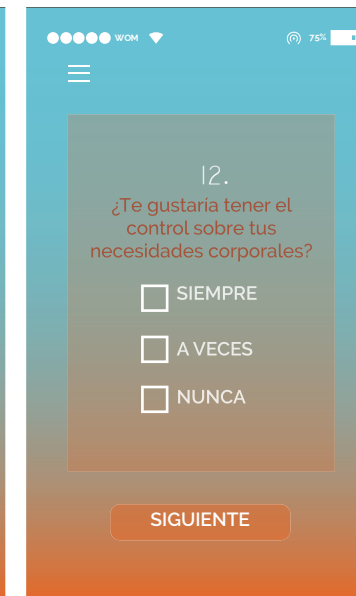 WOM 75%
12.
¿Te gustaría tener el
control sobre tus
necesidades corporales?
SIEMPRE
A VECES
NUNCA
SIGUIENTE